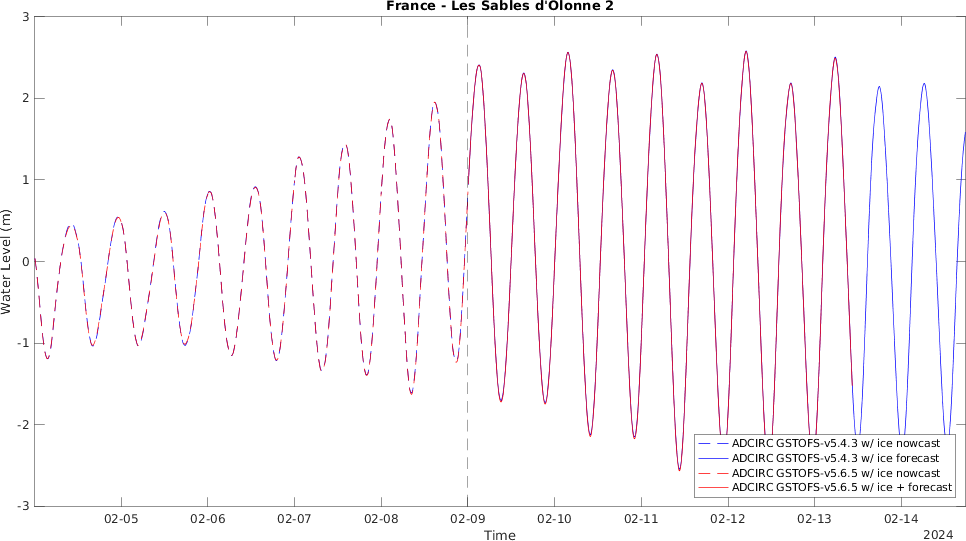 France - Les Sables d'Olonne 2
3
2
1
0
-1
-2
-3
Water Level (m)
ADCIRC GSTOFS-v5.4.3 w/ ice nowcast
ADCIRC GSTOFS-v5.4.3 w/ ice forecast
ADCIRC GSTOFS-v5.6.5 w/ ice nowcast
ADCIRC GSTOFS-v5.6.5 w/ ice + forecast
02-05 02-06 02-07 02-08 02-09 02-10 02-11 02-12 02-13 02-14
Time
2024